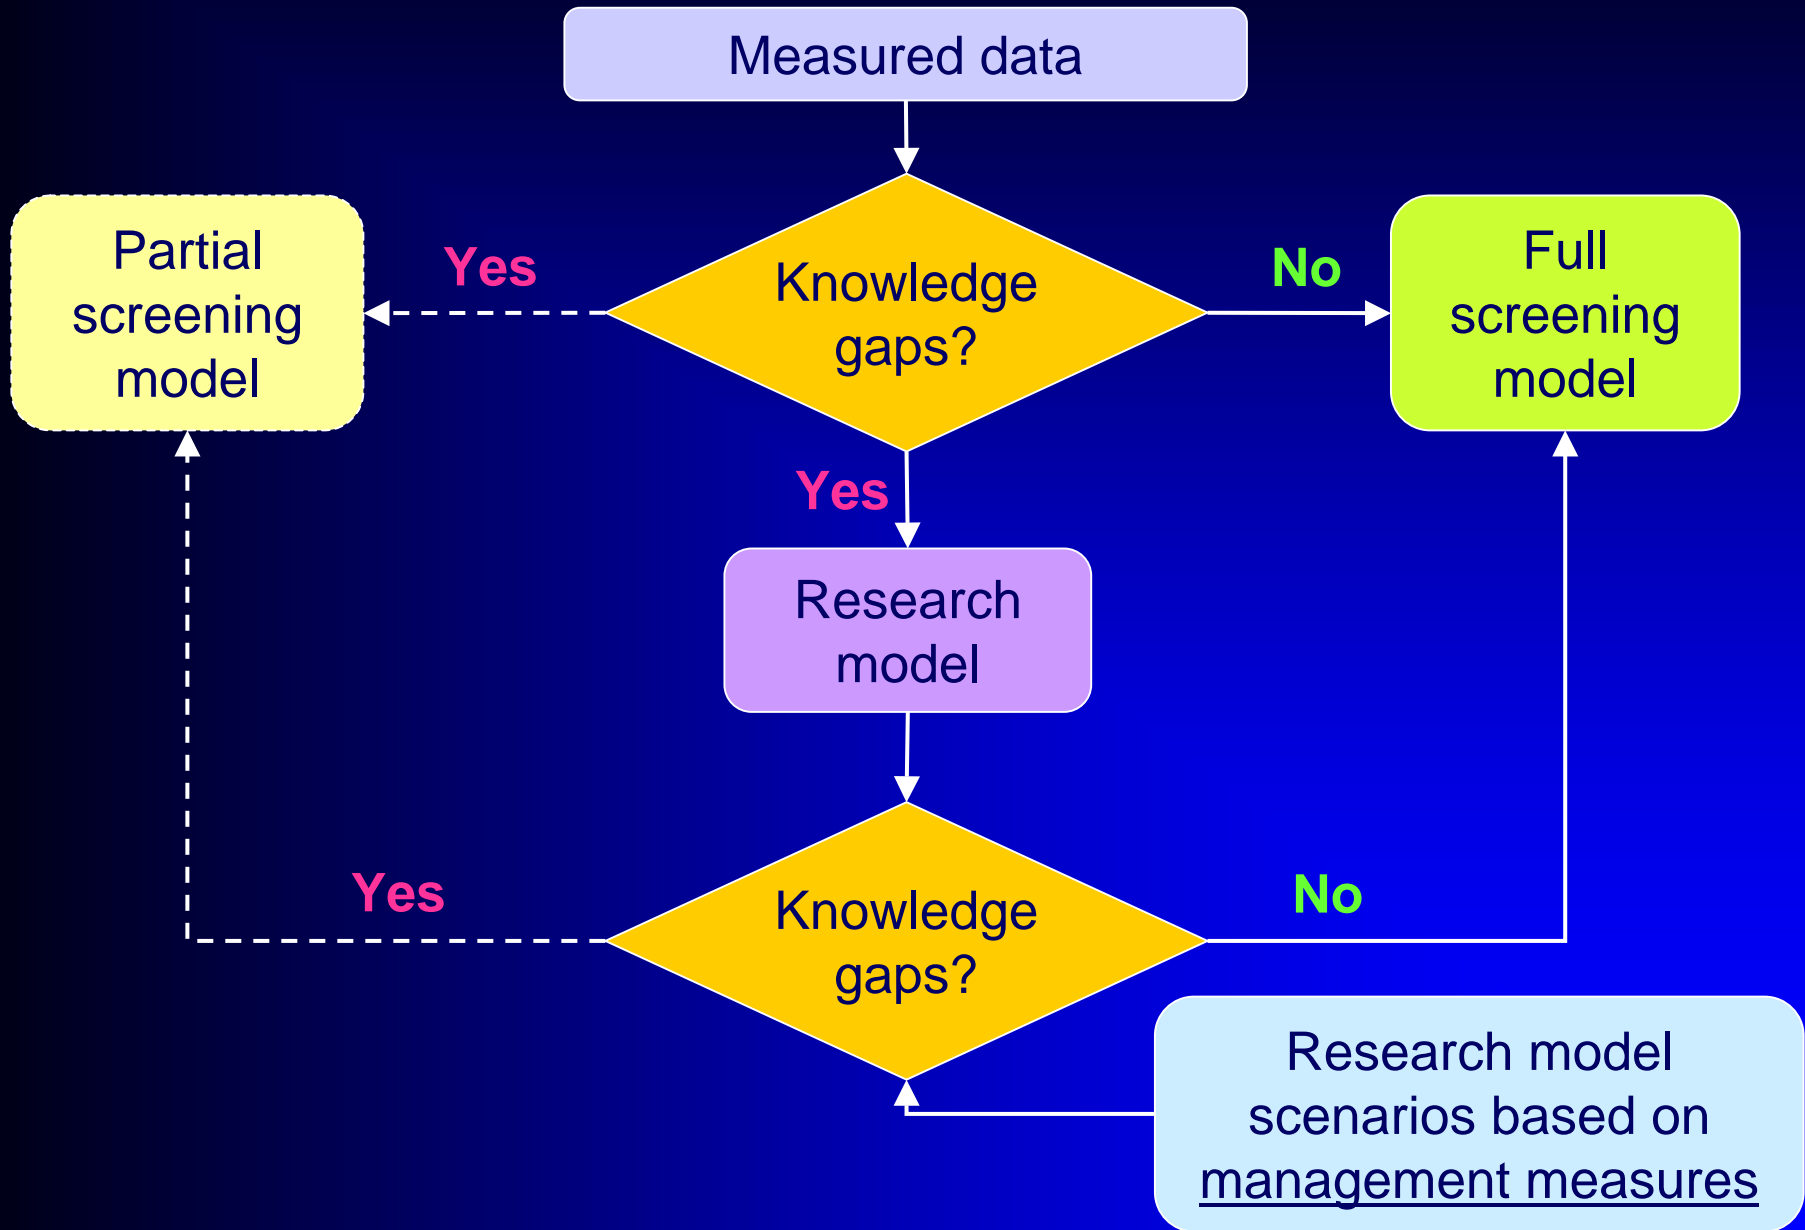 Measured data
Partial
screening
model
Yes
Knowledge
gaps?
No
Full
screening
model
Yes
Research
model
Yes
Knowledge
gaps?
No
Research model
scenarios based on
management measures